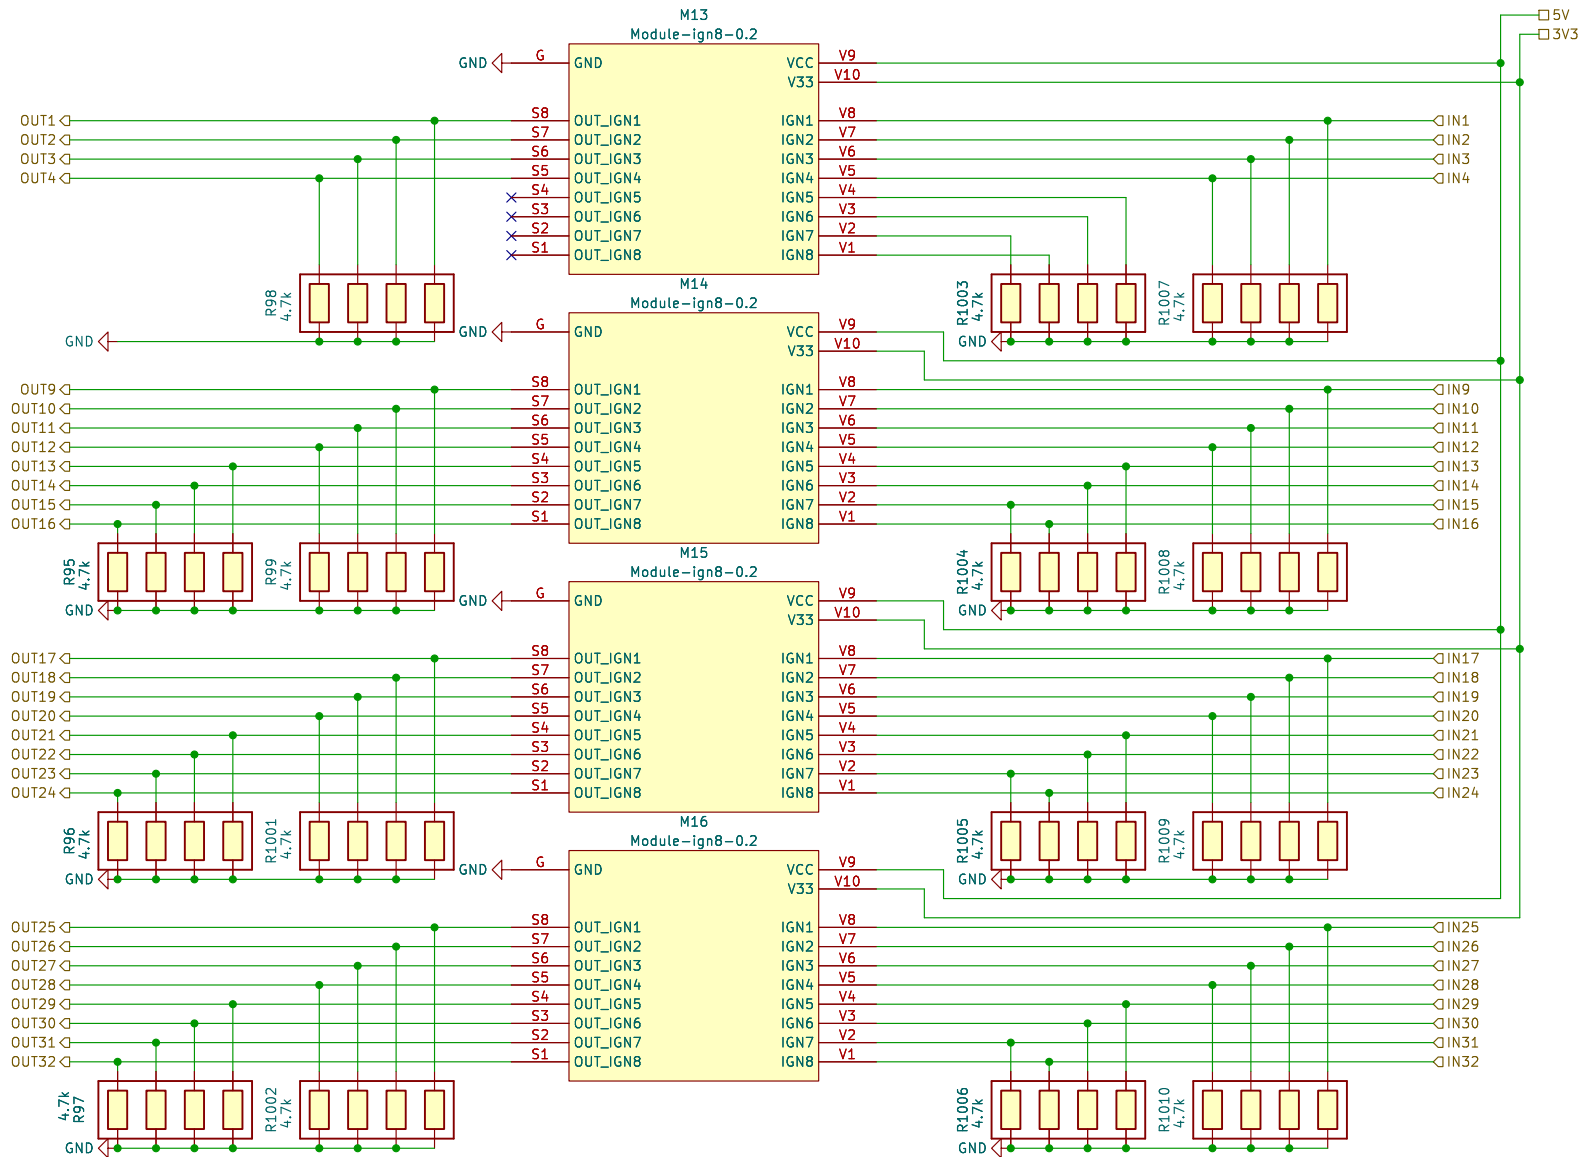 M13
Module-ign8-0.2
5V
3V3
GND
G
GND
VCC
V9
V33
V10
OUT1
S8
OUT_IGN1
IGN1
V8
IN1
OUT2
S7
OUT_IGN2
IGN2
V7
IN2
OUT3
S6
OUT_IGN3
IGN3
V6
IN3
OUT4
S5
OUT_IGN4
IGN4
V5
IN4
S4
OUT_IGN5
IGN5
V4
S3
OUT_IGN6
IGN6
V3
S2
OUT_IGN7
IGN7
V2
S1
OUT_IGN8
IGN8
V1
R98
4.7k
GND
R1003
4.7k
GND
R1007
4.7k
M14
Module-ign8-0.2
GND
G
GND
VCC
V9
V33
V10
OUT9
S8
OUT_IGN1
IGN1
V8
IN9
OUT10
S7
OUT_IGN2
IGN2
V7
IN10
OUT11
S6
OUT_IGN3
IGN3
V6
IN11
OUT12
S5
OUT_IGN4
IGN4
V5
IN12
OUT13
S4
OUT_IGN5
IGN5
V4
IN13
OUT14
S3
OUT_IGN6
IGN6
V3
IN14
OUT15
S2
OUT_IGN7
IGN7
V2
IN15
OUT16
S1
OUT_IGN8
IGN8
V1
IN16
R95
4.7k
GND
R99
4.7k
R1004
4.7k
GND
R1008
4.7k
M15
Module-ign8-0.2
GND
G
GND
VCC
V9
V33
V10
OUT17
S8
OUT_IGN1
IGN1
V8
IN17
OUT18
S7
OUT_IGN2
IGN2
V7
IN18
OUT19
S6
OUT_IGN3
IGN3
V6
IN19
OUT20
S5
OUT_IGN4
IGN4
V5
IN20
OUT21
S4
OUT_IGN5
IGN5
V4
IN21
OUT22
S3
OUT_IGN6
IGN6
V3
IN22
OUT23
S2
OUT_IGN7
IGN7
V2
IN23
OUT24
S1
OUT_IGN8
IGN8
V1
IN24
R96
4.7k
GND
R1001
4.7k
R1005
4.7k
GND
R1009
4.7k
M16
Module-ign8-0.2
GND
G
GND
VCC
V9
V33
V10
OUT25
S8
OUT_IGN1
IGN1
V8
IN25
OUT26
S7
OUT_IGN2
IGN2
V7
IN26
OUT27
S6
OUT_IGN3
IGN3
V6
IN27
OUT28
S5
OUT_IGN4
IGN4
V5
IN28
OUT29
S4
OUT_IGN5
IGN5
V4
IN29
OUT30
S3
OUT_IGN6
IGN6
V3
IN30
OUT31
S2
OUT_IGN7
IGN7
V2
IN31
OUT32
S1
OUT_IGN8
IGN8
V1
IN32
4.7k
R97
GND
R1002
4.7k
R1006
4.7k
GND
R1010
4.7k